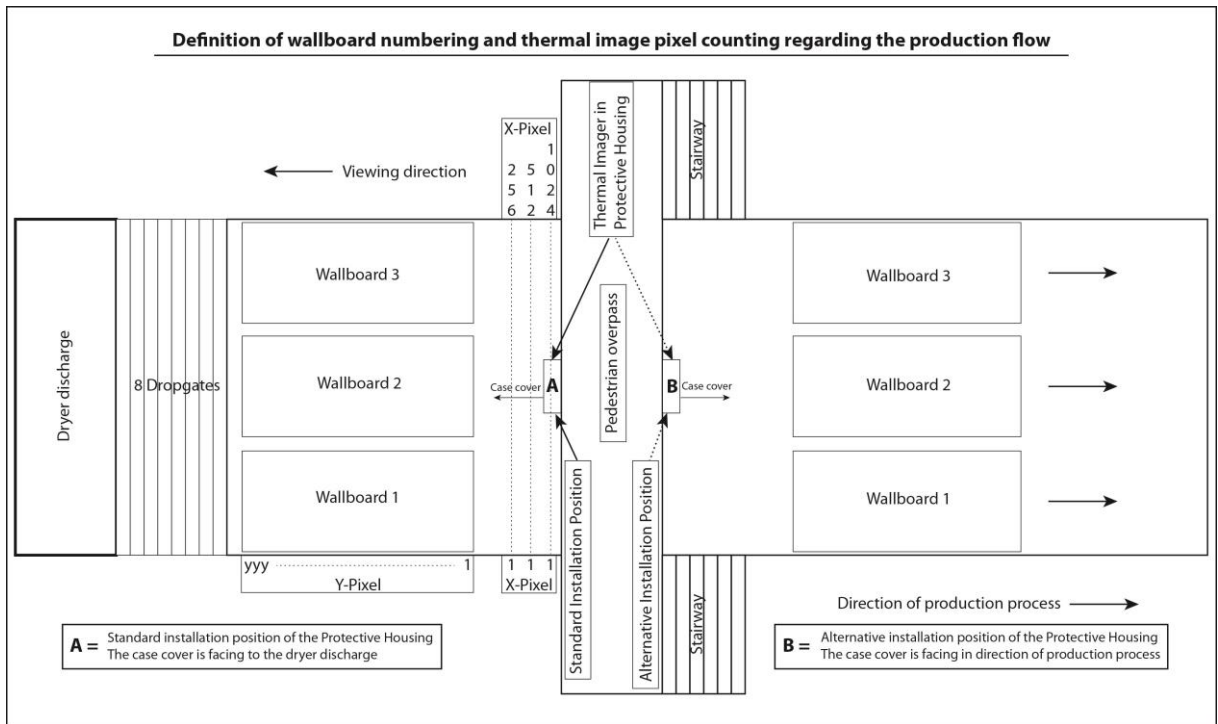 Definition of wallboard numbering and thermal image pixel counting regarding the production flow
X-Pixel
1
2 5 0
5 1 2
6 2 4
Viewing direction
Thermal Imager in
Protective Housing
Stairway
Dryer discharge
8 Dropgates
Wallboard 3
Wallboard 2
Wallboard 1
Case cover
A
Pedestrian overpass
B
Case cover
Wallboard 3
Wallboard 2
Wallboard 1
yyy 1
Y-Pixel
1 1 1
X-Pixel
Standard Installation Position
Alternative Installation Position
Stairway
Direction of production process
A = Standard installation position of the Protective Housing
The case cover is facing to the dryer discharge
B = Alternative installation position of the Protective Housing
The case cover is facing in direction of production process